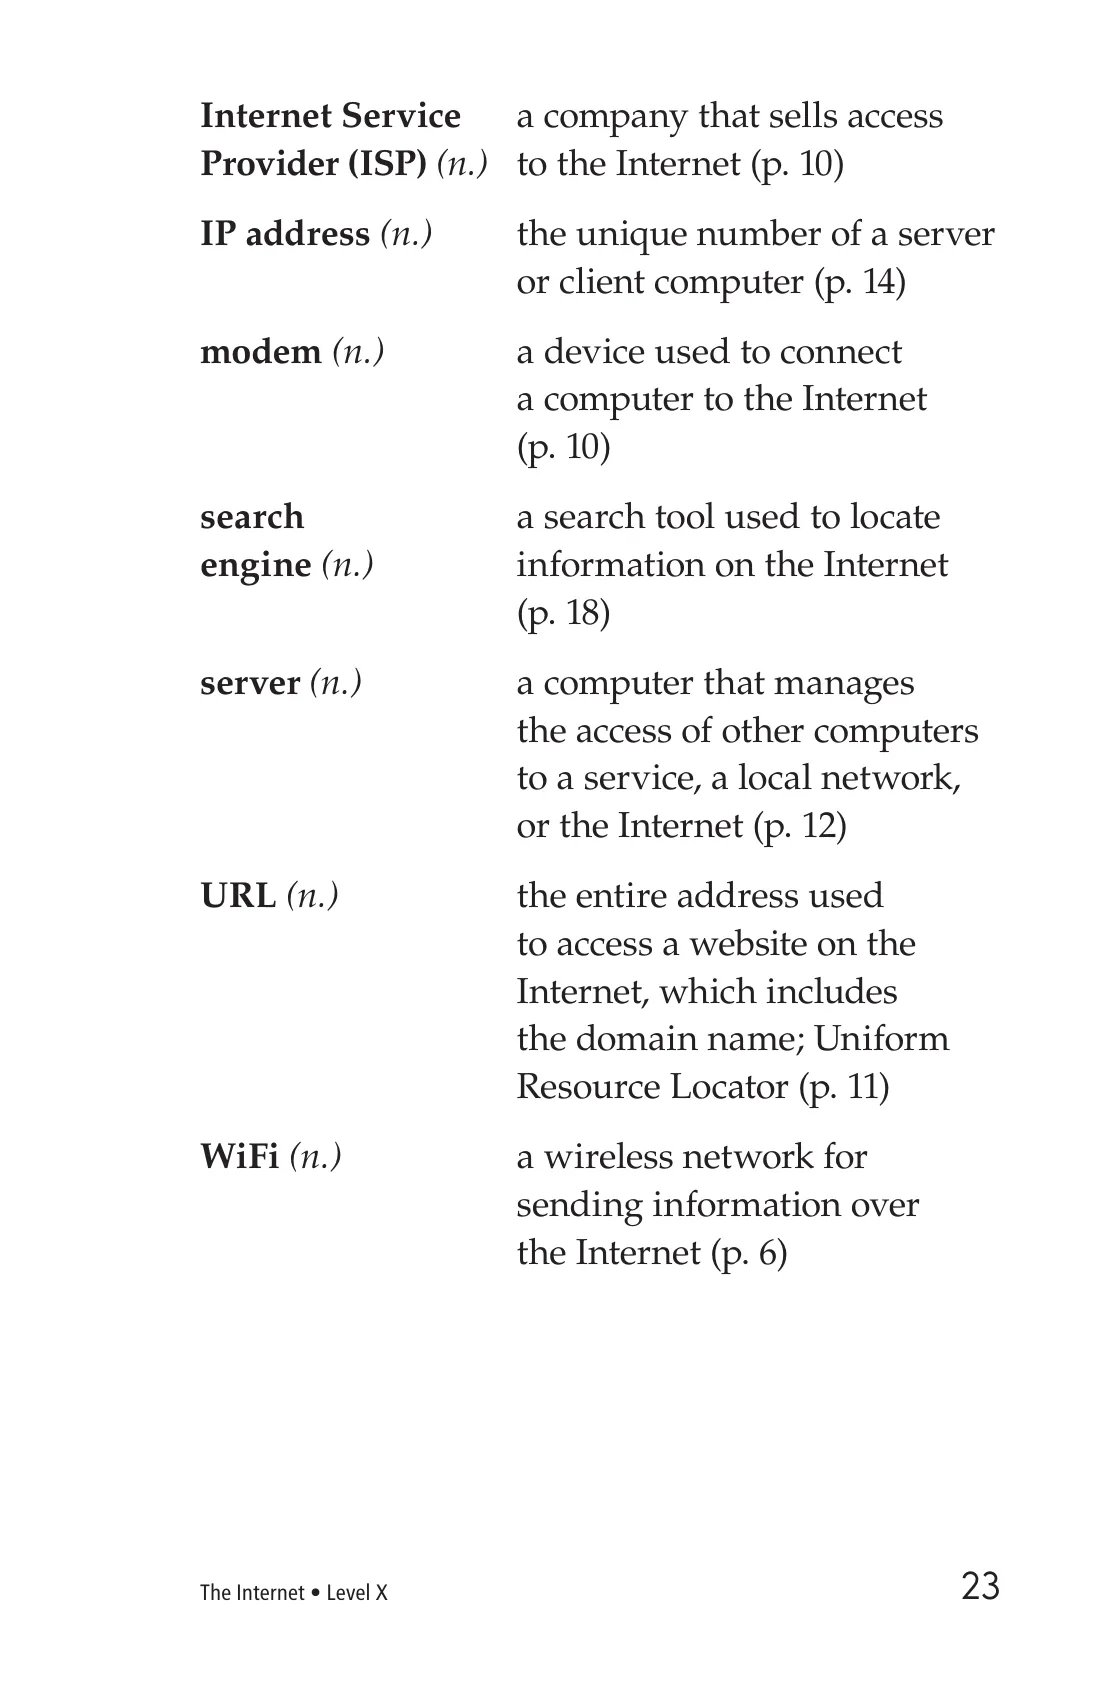 Internet Service a company that sells access
Provider (ISP) (n.) to the Internet (p. 10)
IP address (n.) the unique number of a server
or client computer (p. 14)
modem (n.) a device used to connect
a computer to the Internet
(p. 10)
search a search tool used to locate
engine (n.) information on the Internet
(p. 18)
server (n.) a computer that manages
the access of other computers
to a service, a local network,
or the Internet (p. 12)
URL (n.) the entire address used
to access a website on the
Internet, which includes
the domain name; Uniform
Resource Locator (p. 11)
WiFi (n.) a wireless network for
sending information over
the Internet (p. 6)
The Internet • Level X 23